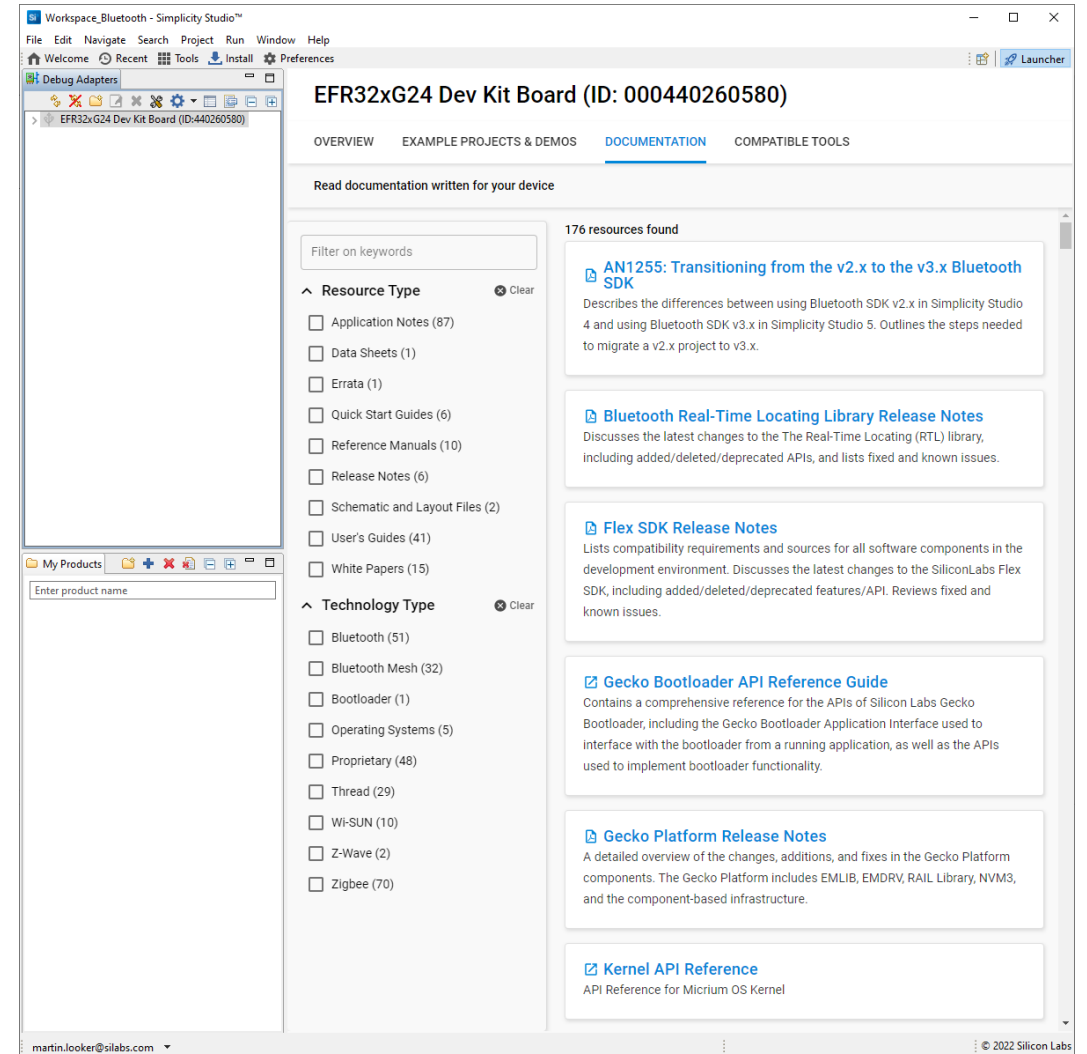 Si Workspace_Bluetooth - Simplicity Studio™
File Edit Navigate Search Project Run Window Help
Welcome Recent Tools Install Preferences
Launcher
Debug Adapters
EFR32xG24 Dev Kit Board (ID:440260580)
My Products
Enter product name
EFR32xG24 Dev Kit Board (ID: 000440260580)
OVERVIEW EXAMPLE PROJECTS & DEMOS DOCUMENTATION COMPATIBLE TOOLS
Read documentation written for your device
Filter on keywords
Resource Type Clear
Application Notes (87)
Data Sheets (1)
Errata (1)
Quick Start Guides (6)
Reference Manuals (10)
Release Notes (6)
Schematic and Layout Files (2)
User's Guides (41)
White Papers (15)
Technology Type Clear
Bluetooth (51)
Bluetooth Mesh (32)
Bootloader (1)
Operating Systems (5)
Proprietary (48)
Thread (29)
Wi-SUN (10)
Z-Wave (2)
Zigbee (70)
176 resources found
AN1255: Transitioning from the v2.x to the v3.x Bluetooth
SDK
Describes the differences between using Bluetooth SDK v2.x in Simplicity Studio
4 and using Bluetooth SDK v3.x in Simplicity Studio 5. Outlines the steps needed
to migrate a v2.x project to v3.x.
Bluetooth Real-Time Locating Library Release Notes
Discusses the latest changes to the The Real-Time Locating (RTL) library,
including added/deleted/deprecated APIs, and lists fixed and known issues.
Flex SDK Release Notes
Lists compatibility requirements and sources for all software components in the
development environment. Discusses the latest changes to the SiliconLabs Flex
SDK, including added/deleted/deprecated features/API. Reviews fixed and
known issues.
Gecko Bootloader API Reference Guide
Contains a comprehensive reference for the APIs of Silicon Labs Gecko
Bootloader, including the Gecko Bootloader Application Interface used to
interface with the bootloader from a running application, as well as the APIs
used to implement bootloader functionality.
Gecko Platform Release Notes
A detailed overview of the changes, additions, and fixes in the Gecko Platform
components. The Gecko Platform includes EMLIB, EMDRV, RAIL Library, NVM3,
and the component-based infrastructure.
Kernel API Reference
API Reference for Micrium OS Kernel
martin.looker@silabs.com
© 2022 Silicon Labs